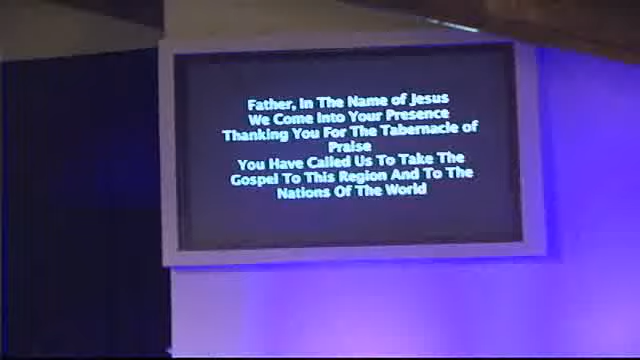 Father, In The Name of Jesus
We Come Into Your Presence
Thanking You For The Tabernacle of
Praise
You Have Called Us To Take The
Gospel To This Region And To The
Nations Of The World